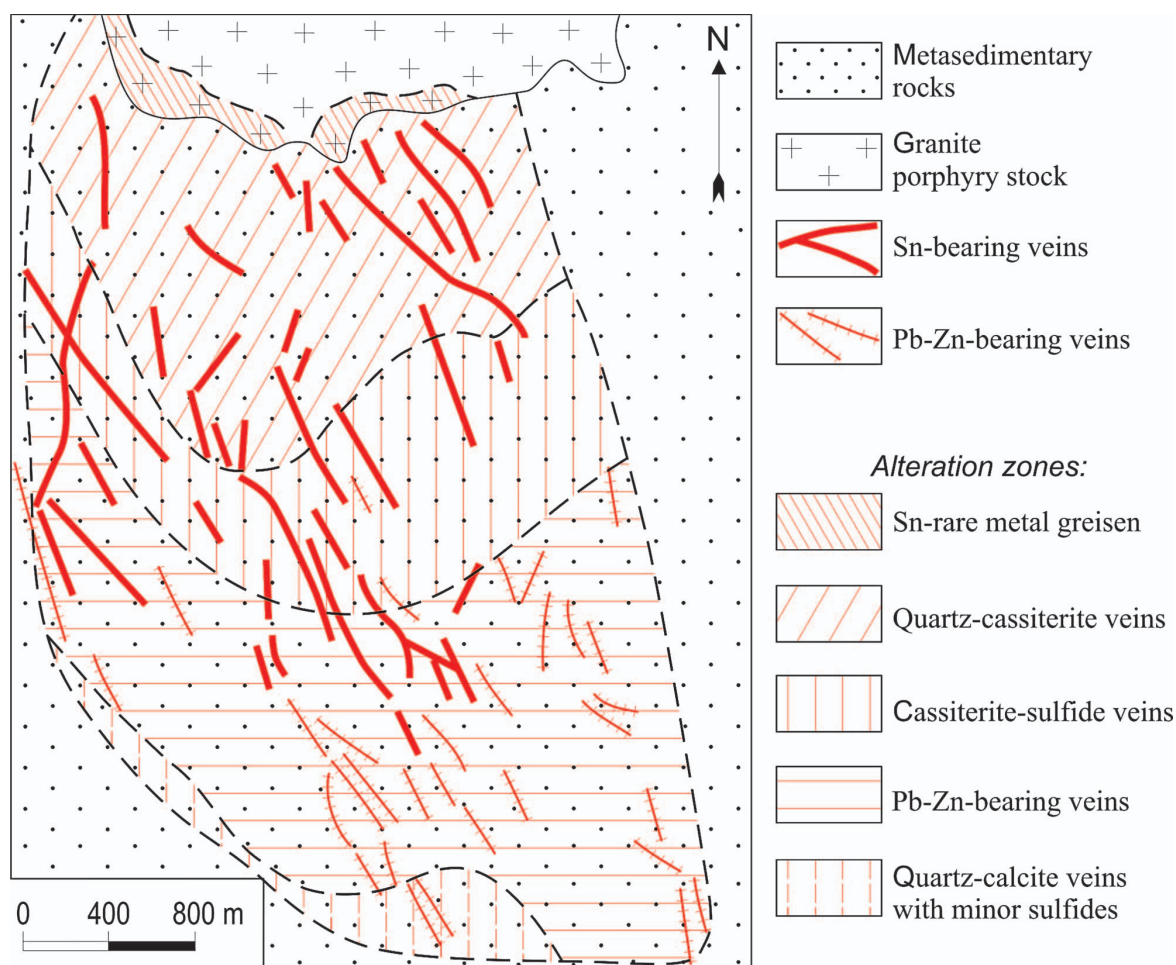 N
Metasedimentary
rocks
Granite
porphyry stock
Sn-bearing veins
Pb-Zn-bearing veins
Alteration zones:
Sn-rare metal greisen
Quartz-cassiterite veins
Cassiterite-sulfide veins
Pb-Zn-bearing veins
Quartz-calcite veins
with minor sulfides
0 400 800 m